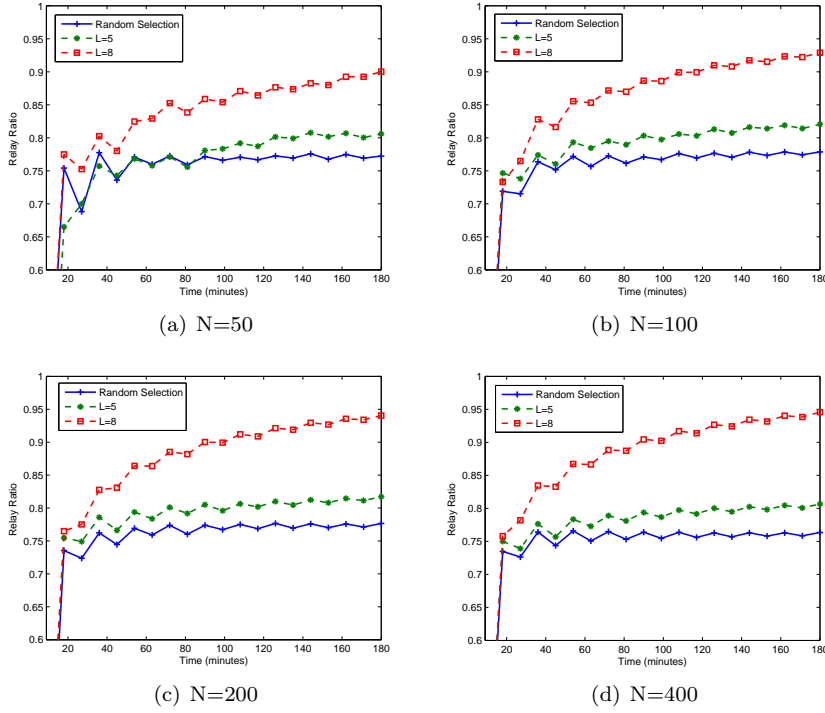 1
0.95
0.9
0.85
0.8
0.75
0.7
0.65
0.6
Relay Ratio
Random Selection
L=5
L=8
20 40 60 80 100 120 140 160 180
Time (minutes)
(a) N=50
1
0.95
0.9
0.85
0.8
0.75
0.7
0.65
0.6
Relay Ratio
Random Selection
L=5
L=8
20 40 60 80 100 120 140 160 180
Time (minutes)
(b) N=100
1
0.95
0.9
0.85
0.8
0.75
0.7
0.65
0.6
Relay Ratio
Random Selection
L=5
L=8
20 40 60 80 100 120 140 160 180
Time (minutes)
(c) N=200
1
0.95
0.9
0.85
0.8
0.75
0.7
0.65
0.6
Relay Ratio
Random Selection
L=5
L=8
20 40 60 80 100 120 140 160 180
Time (minutes)
(d) N=400